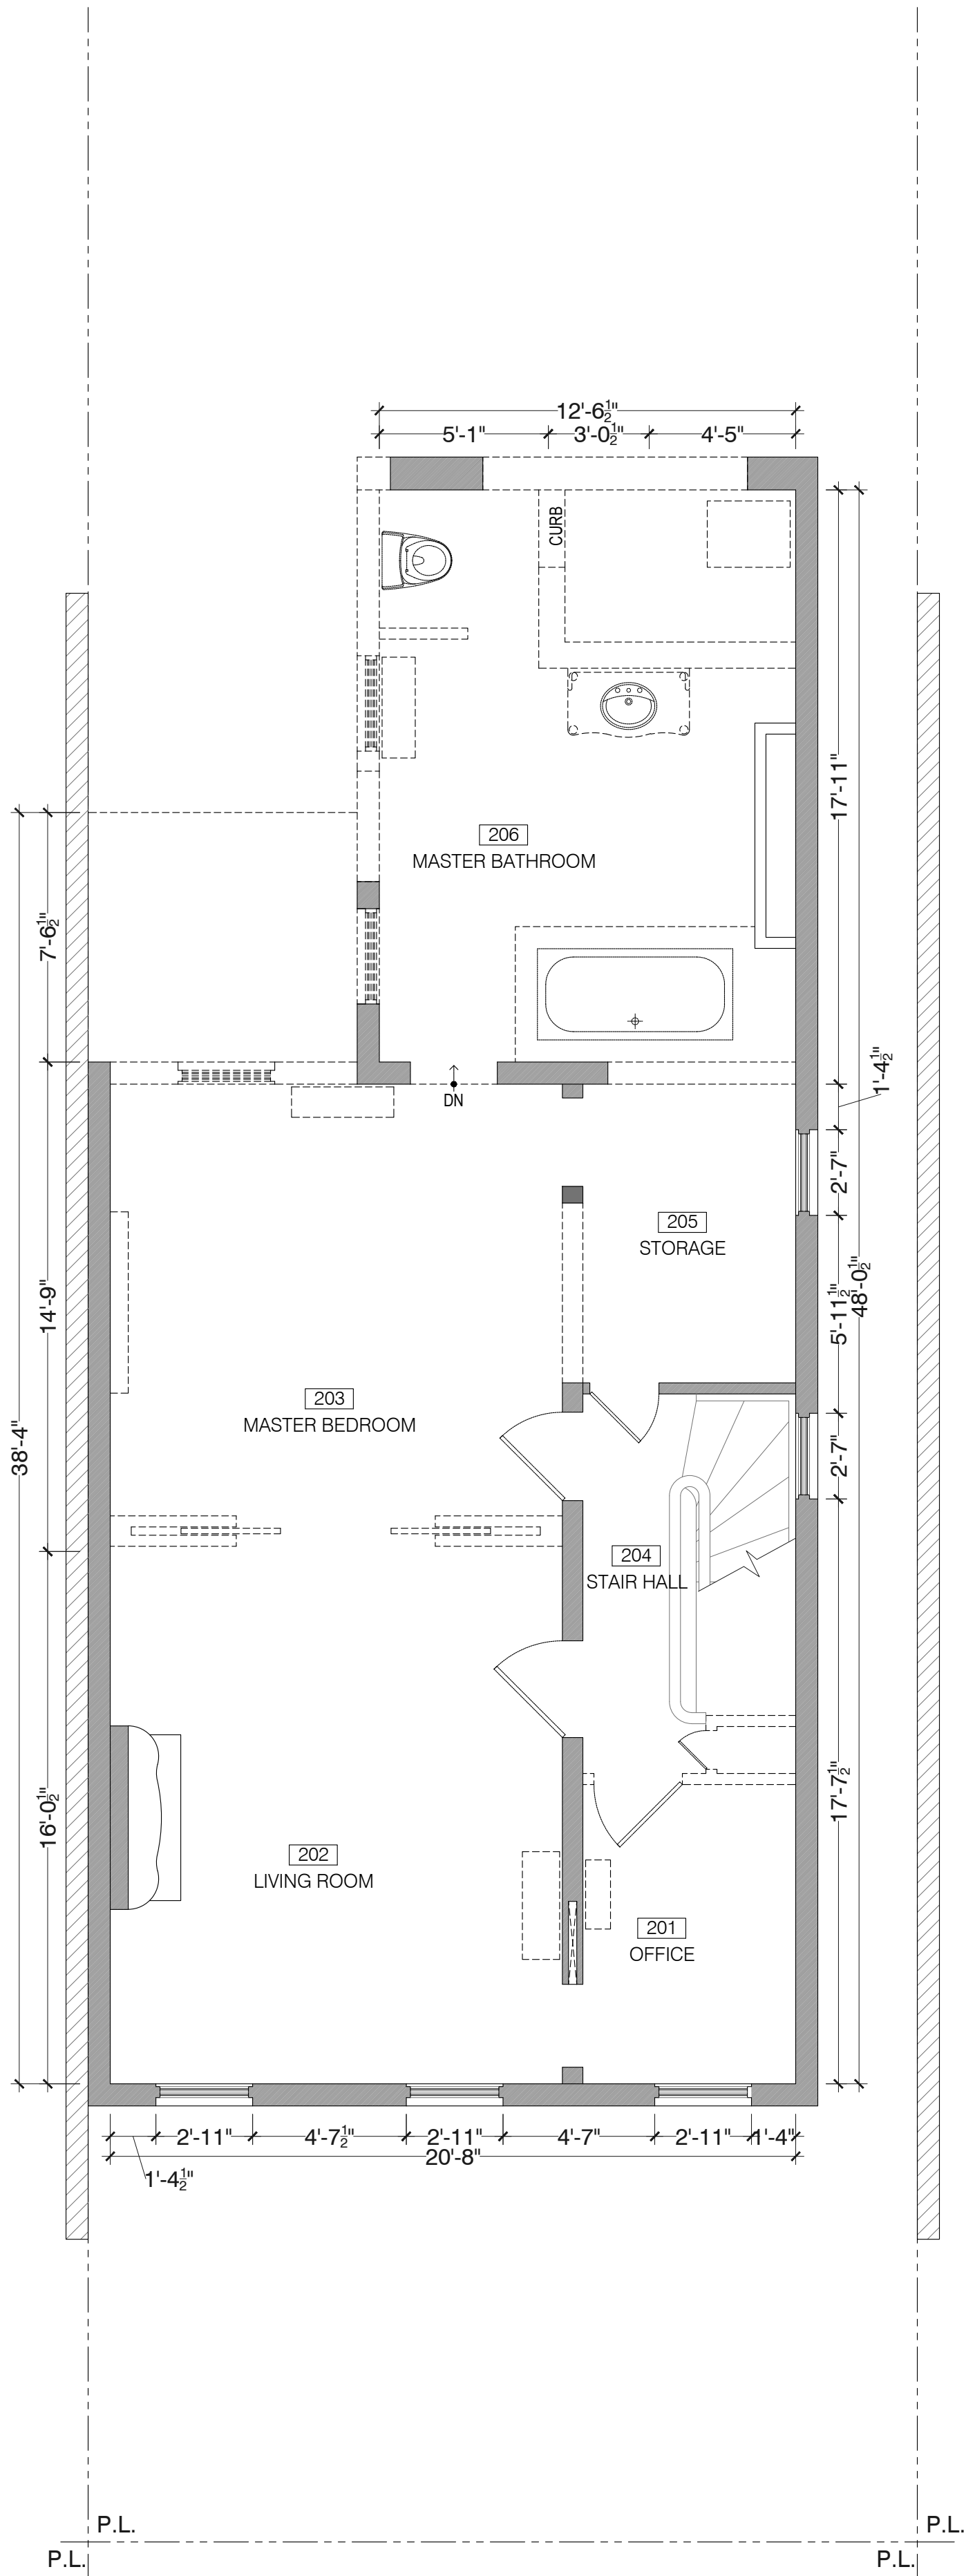 12'-6½"
5'-1" 3'-0½" 4'-5"
CURB
17'-11"
206
MASTER BATHROOM
7'-6½"
1'-4½"
DN
2'-7"
205
STORAGE
5'-11½"
48'-0½"
14'-9"
203
MASTER BEDROOM
38'-4"
2'-7"
204
STAIR HALL
16'-0½"
17'-7½"
202
LIVING ROOM
201
OFFICE
2'-11" 4'-7½" 2'-11" 4'-7" 2'-11" 1'-4"
20'-8"
1'-4½"
P.L. P.L.
P.L. P.L.